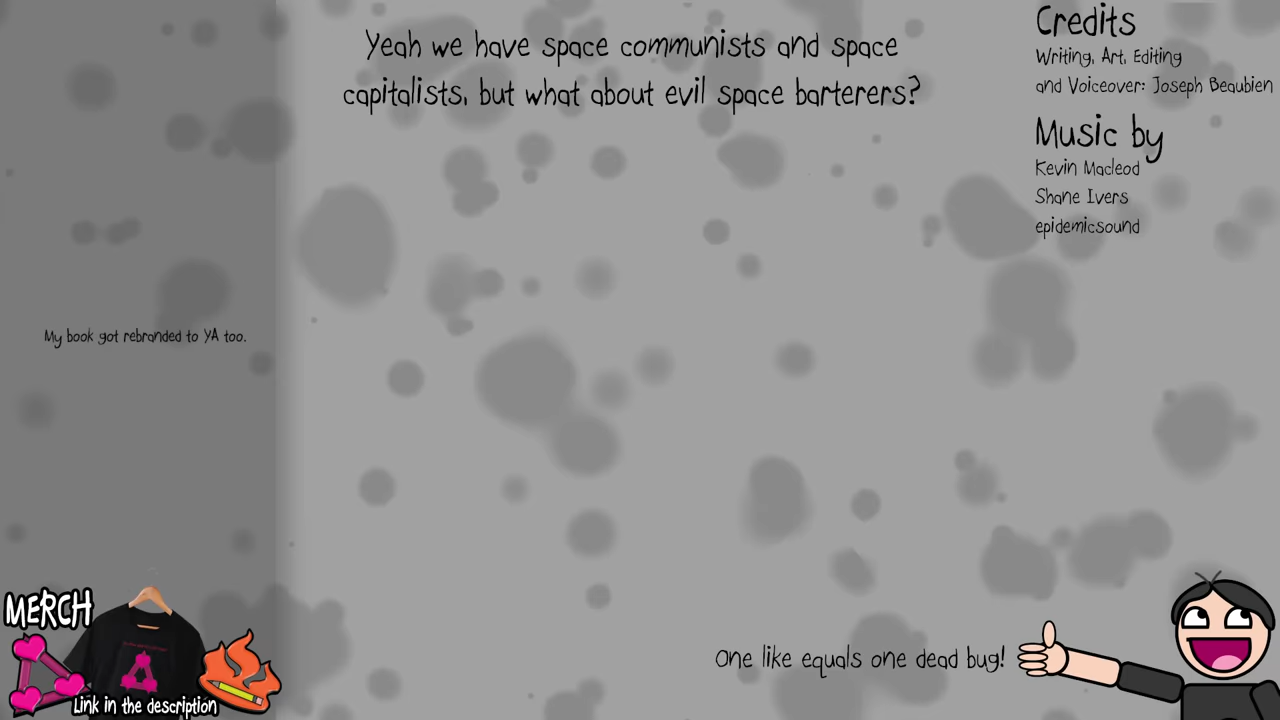 Yeah we have space communists and space
capitalists, but what about evil space barterers?
Credits
Writing, Art, Editing
and Voiceover: Joseph Beaubien
Music by
Kevin Macleod
Shane Ivers
epidemicsound
My book got rebranded to YA too.
MERCH
Link in the description
One like equals one dead bug!